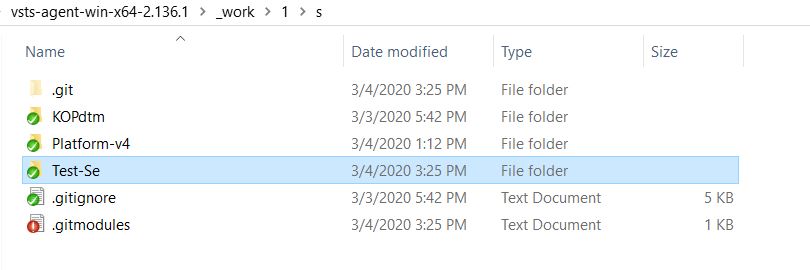 vsts-agent-win-x64-2.136.1 > _work > 1 > s
Name Date modified Type Size
.git 3/4/2020 3:25 PM File folder
KOPdtm 3/3/2020 5:42 PM File folder
Platform-v4 3/4/2020 1:12 PM File folder
Test-Se 3/4/2020 3:25 PM File folder
.gitignore 3/3/2020 5:42 PM Text Document 5 KB
.gitmodules 3/4/2020 3:25 PM Text Document 1 KB